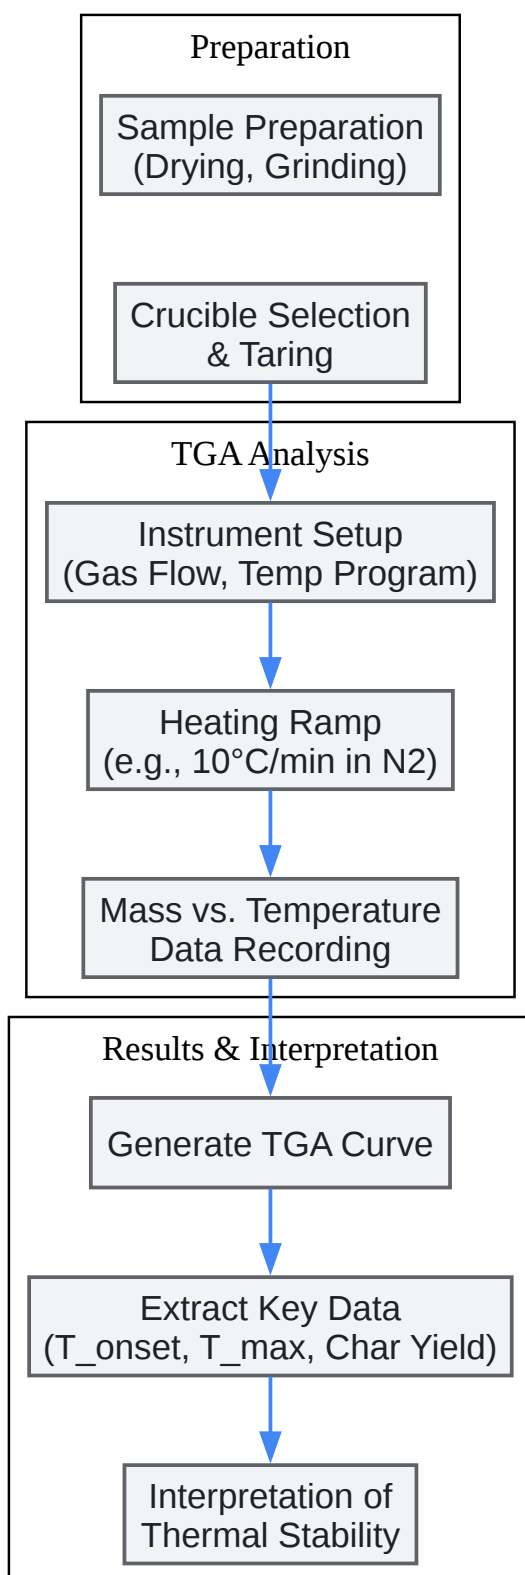 Preparation
Sample Preparation
(Drying, Grinding)
Crucible Selection
& Taring
TGA Analysis
Instrument Setup
(Gas Flow, Temp Program)
Heating Ramp
(e.g., 10°C/min in N2)
Mass vs. Temperature
Data Recording
Results & Interpretation
Generate TGA Curve
Extract Key Data
(T_onset, T_max, Char Yield)
Interpretation of
Thermal Stability